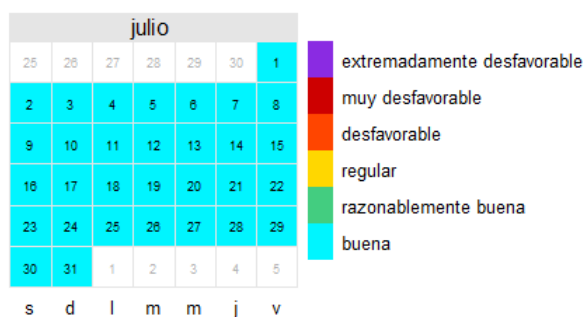 julio
25 26 27 28 29 30 1
2 3 4 5 6 7 8
9 10 11 12 13 14 15
16 17 18 19 20 21 22
23 24 25 26 27 28 29
30 31 1 2 3 4 5
s d l m m j v
extremadamente desfavorable
muy desfavorable
desfavorable
regular
razonablemente buena
buena